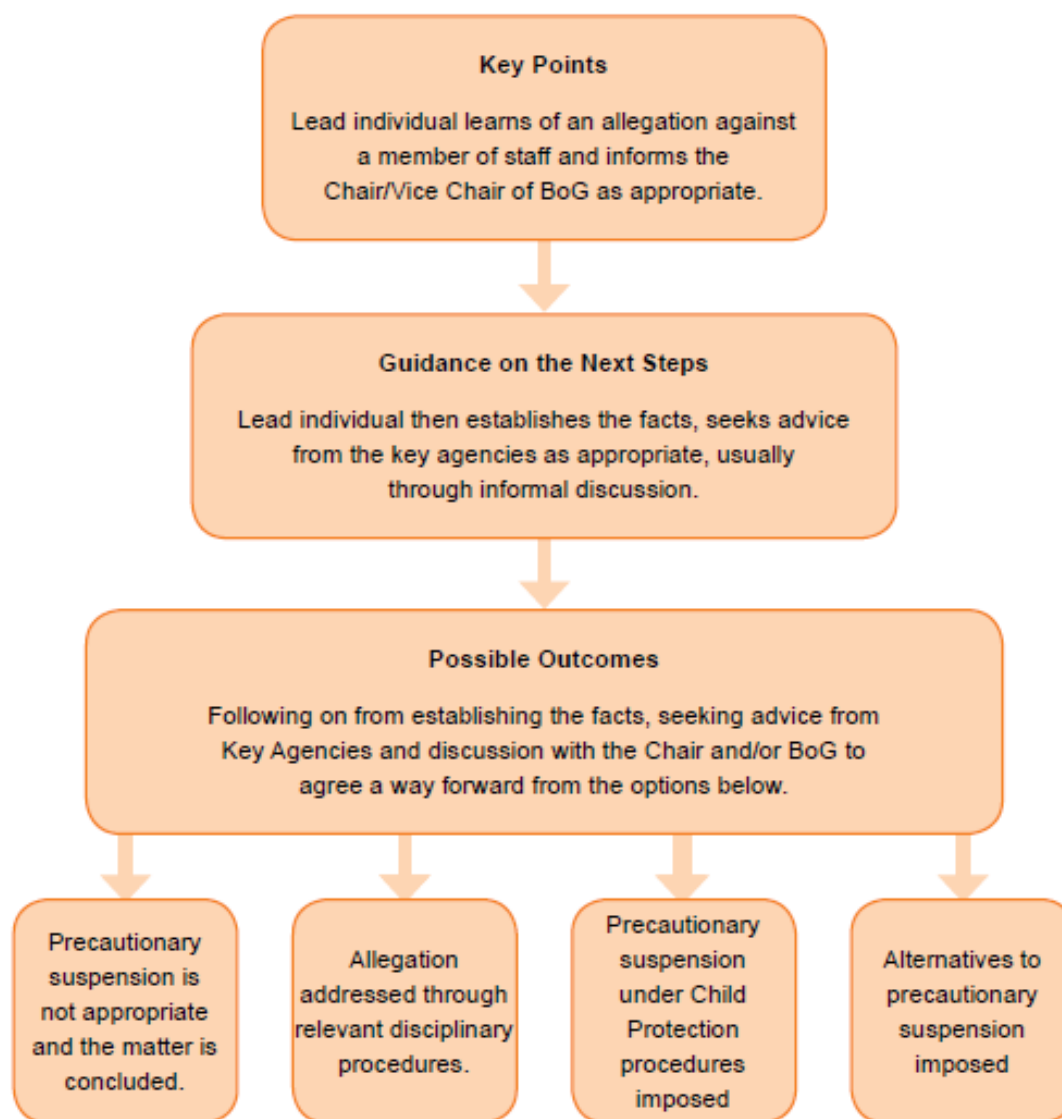 Key Points
Lead individual learns of an allegation against
a member of staff and informs the
Chair/Vice Chair of BoG as appropriate.
Guidance on the Next Steps
Lead individual then establishes the facts, seeks advice
from the key agencies as appropriate, usually
through informal discussion.
Possible Outcomes
Following on from establishing the facts, seeking advice from
Key Agencies and discussion with the Chair and/or BoG to
agree a way forward from the options below.
Precautionary
suspension is
not appropriate
and the matter is
concluded.
Allegation
addressed through
relevant disciplinary
procedures.
Precautionary
suspension
under Child
Protection
procedures
imposed
Alternatives to
precautionary
suspension
imposed